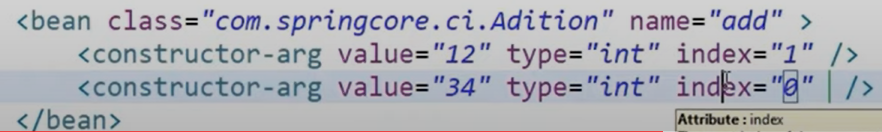 <bean class="com.springcore.ci.Adition" name="add" >
<constructor-arg value="12" type="int" index="1" />
<constructor-arg value="34" type="int" index="0" />
</bean>
Attribute : index